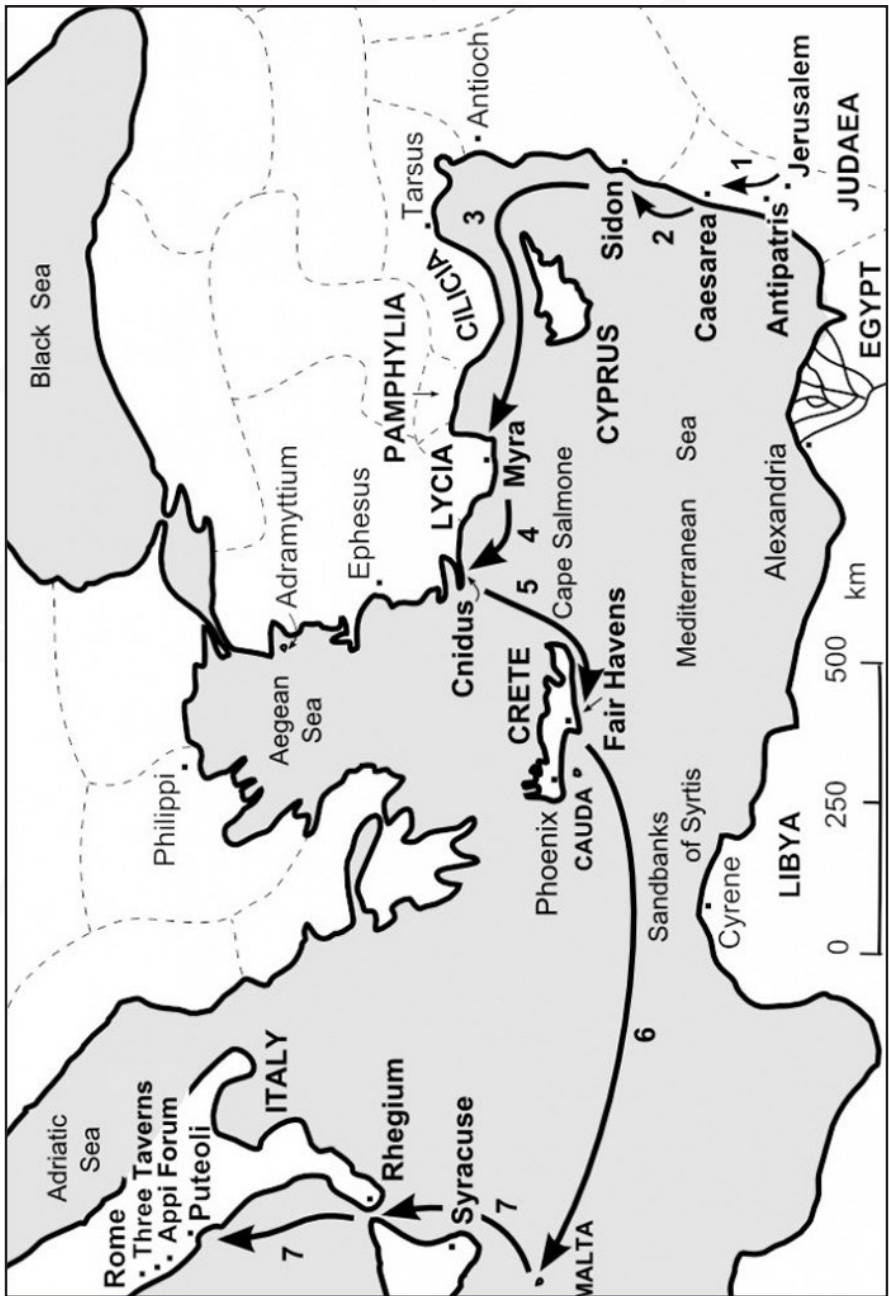 Black Sea
Adriatic
Sea
Rome
Three Taverns
Appi Forum
Puteoli
7
ITALY
Rhegium
Syracuse
7
MALTA
Philippi
Aegean
Sea
Adramyttium
Ephesus
PAMPHYLIA
LYCIA
CILICIA
Tarsus
Antioch
3
Myra
4
Cnidus
5
Cape Salmone
CRETE
Fair Havens
Phoenix
CAUDA
CYPRUS
Sidon
2
Caesarea
1
Antipatris
Jerusalem
JUDAEA
EGYPT
Mediterranean Sea
Alexandria
Sandbanks
of Syrtis
6
Cyrene
LIBYA
0 250 500 km